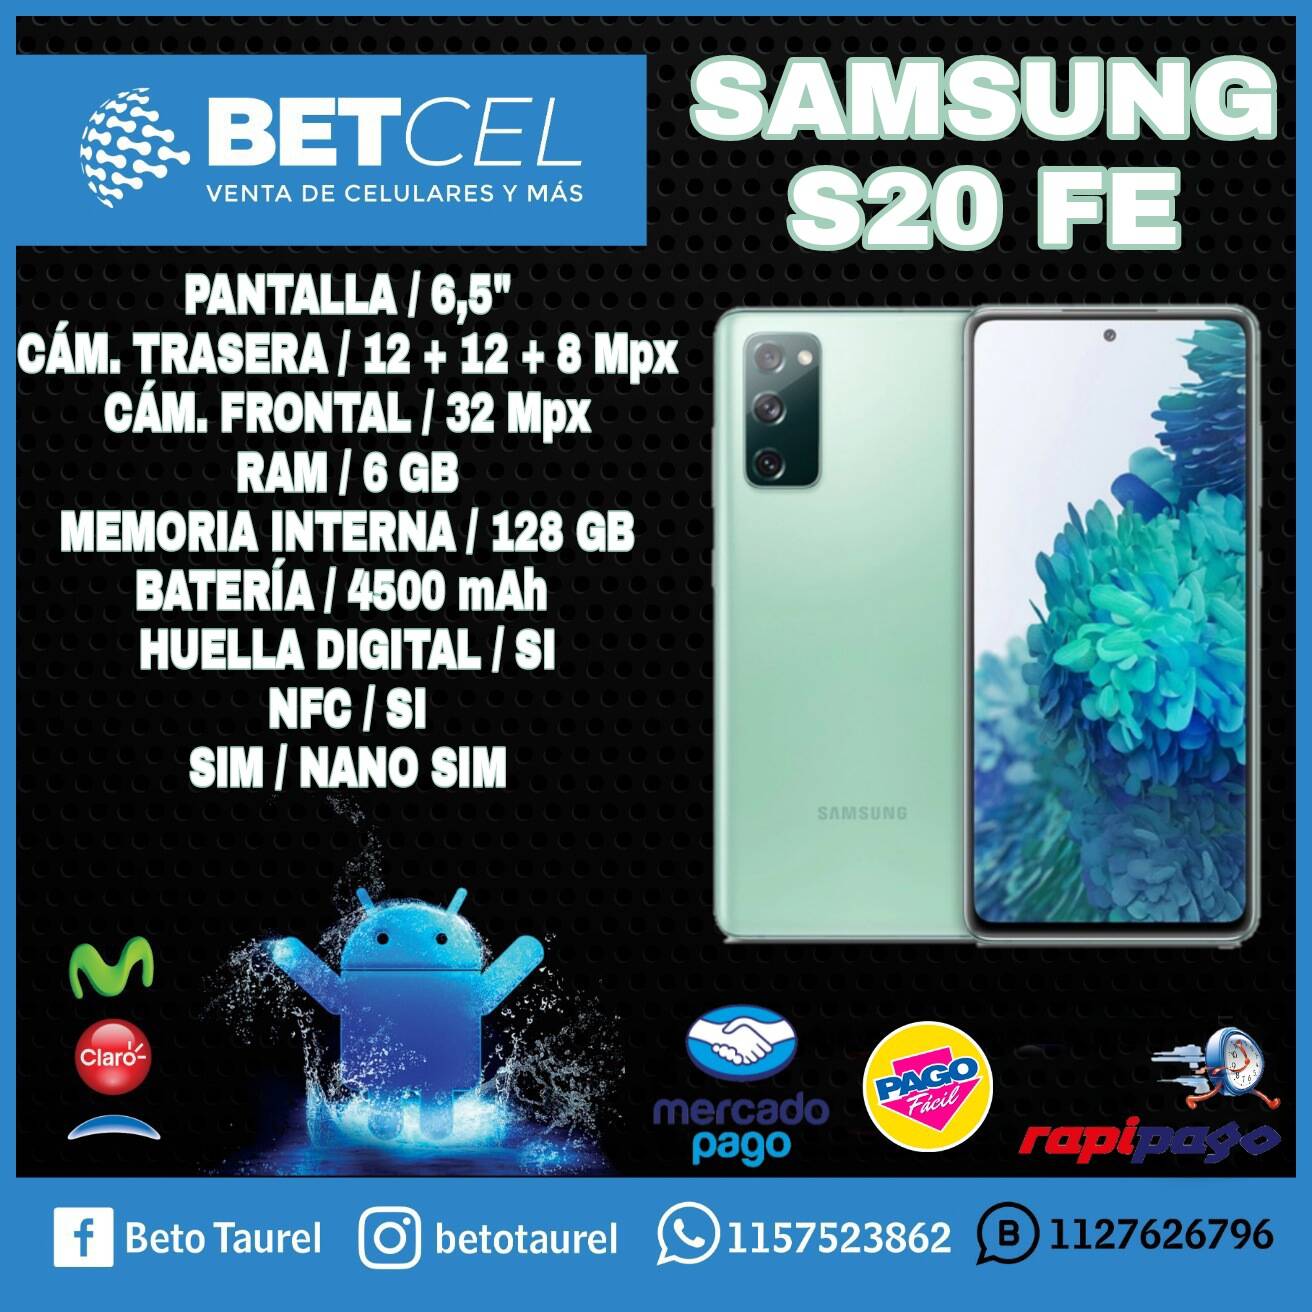 BETCEL
VENTA DE CELULARES Y MÁS
SAMSUNG
S20 FE
PANTALLA / 6,5"
CÁM. TRASERA / 12 + 12 + 8 Mpx
CÁM. FRONTAL / 32 Mpx
RAM / 6 GB
MEMORIA INTERNA / 128 GB
BATERÍA / 4500 mAh
HUELLA DIGITAL / SI
NFC / SI
SIM / NANO SIM
SAMSUNG
Claro
mercado
pago
PAGO
Fácil
rapipago
Beto Taurel
betotaurel
1157523862
B 1127626796